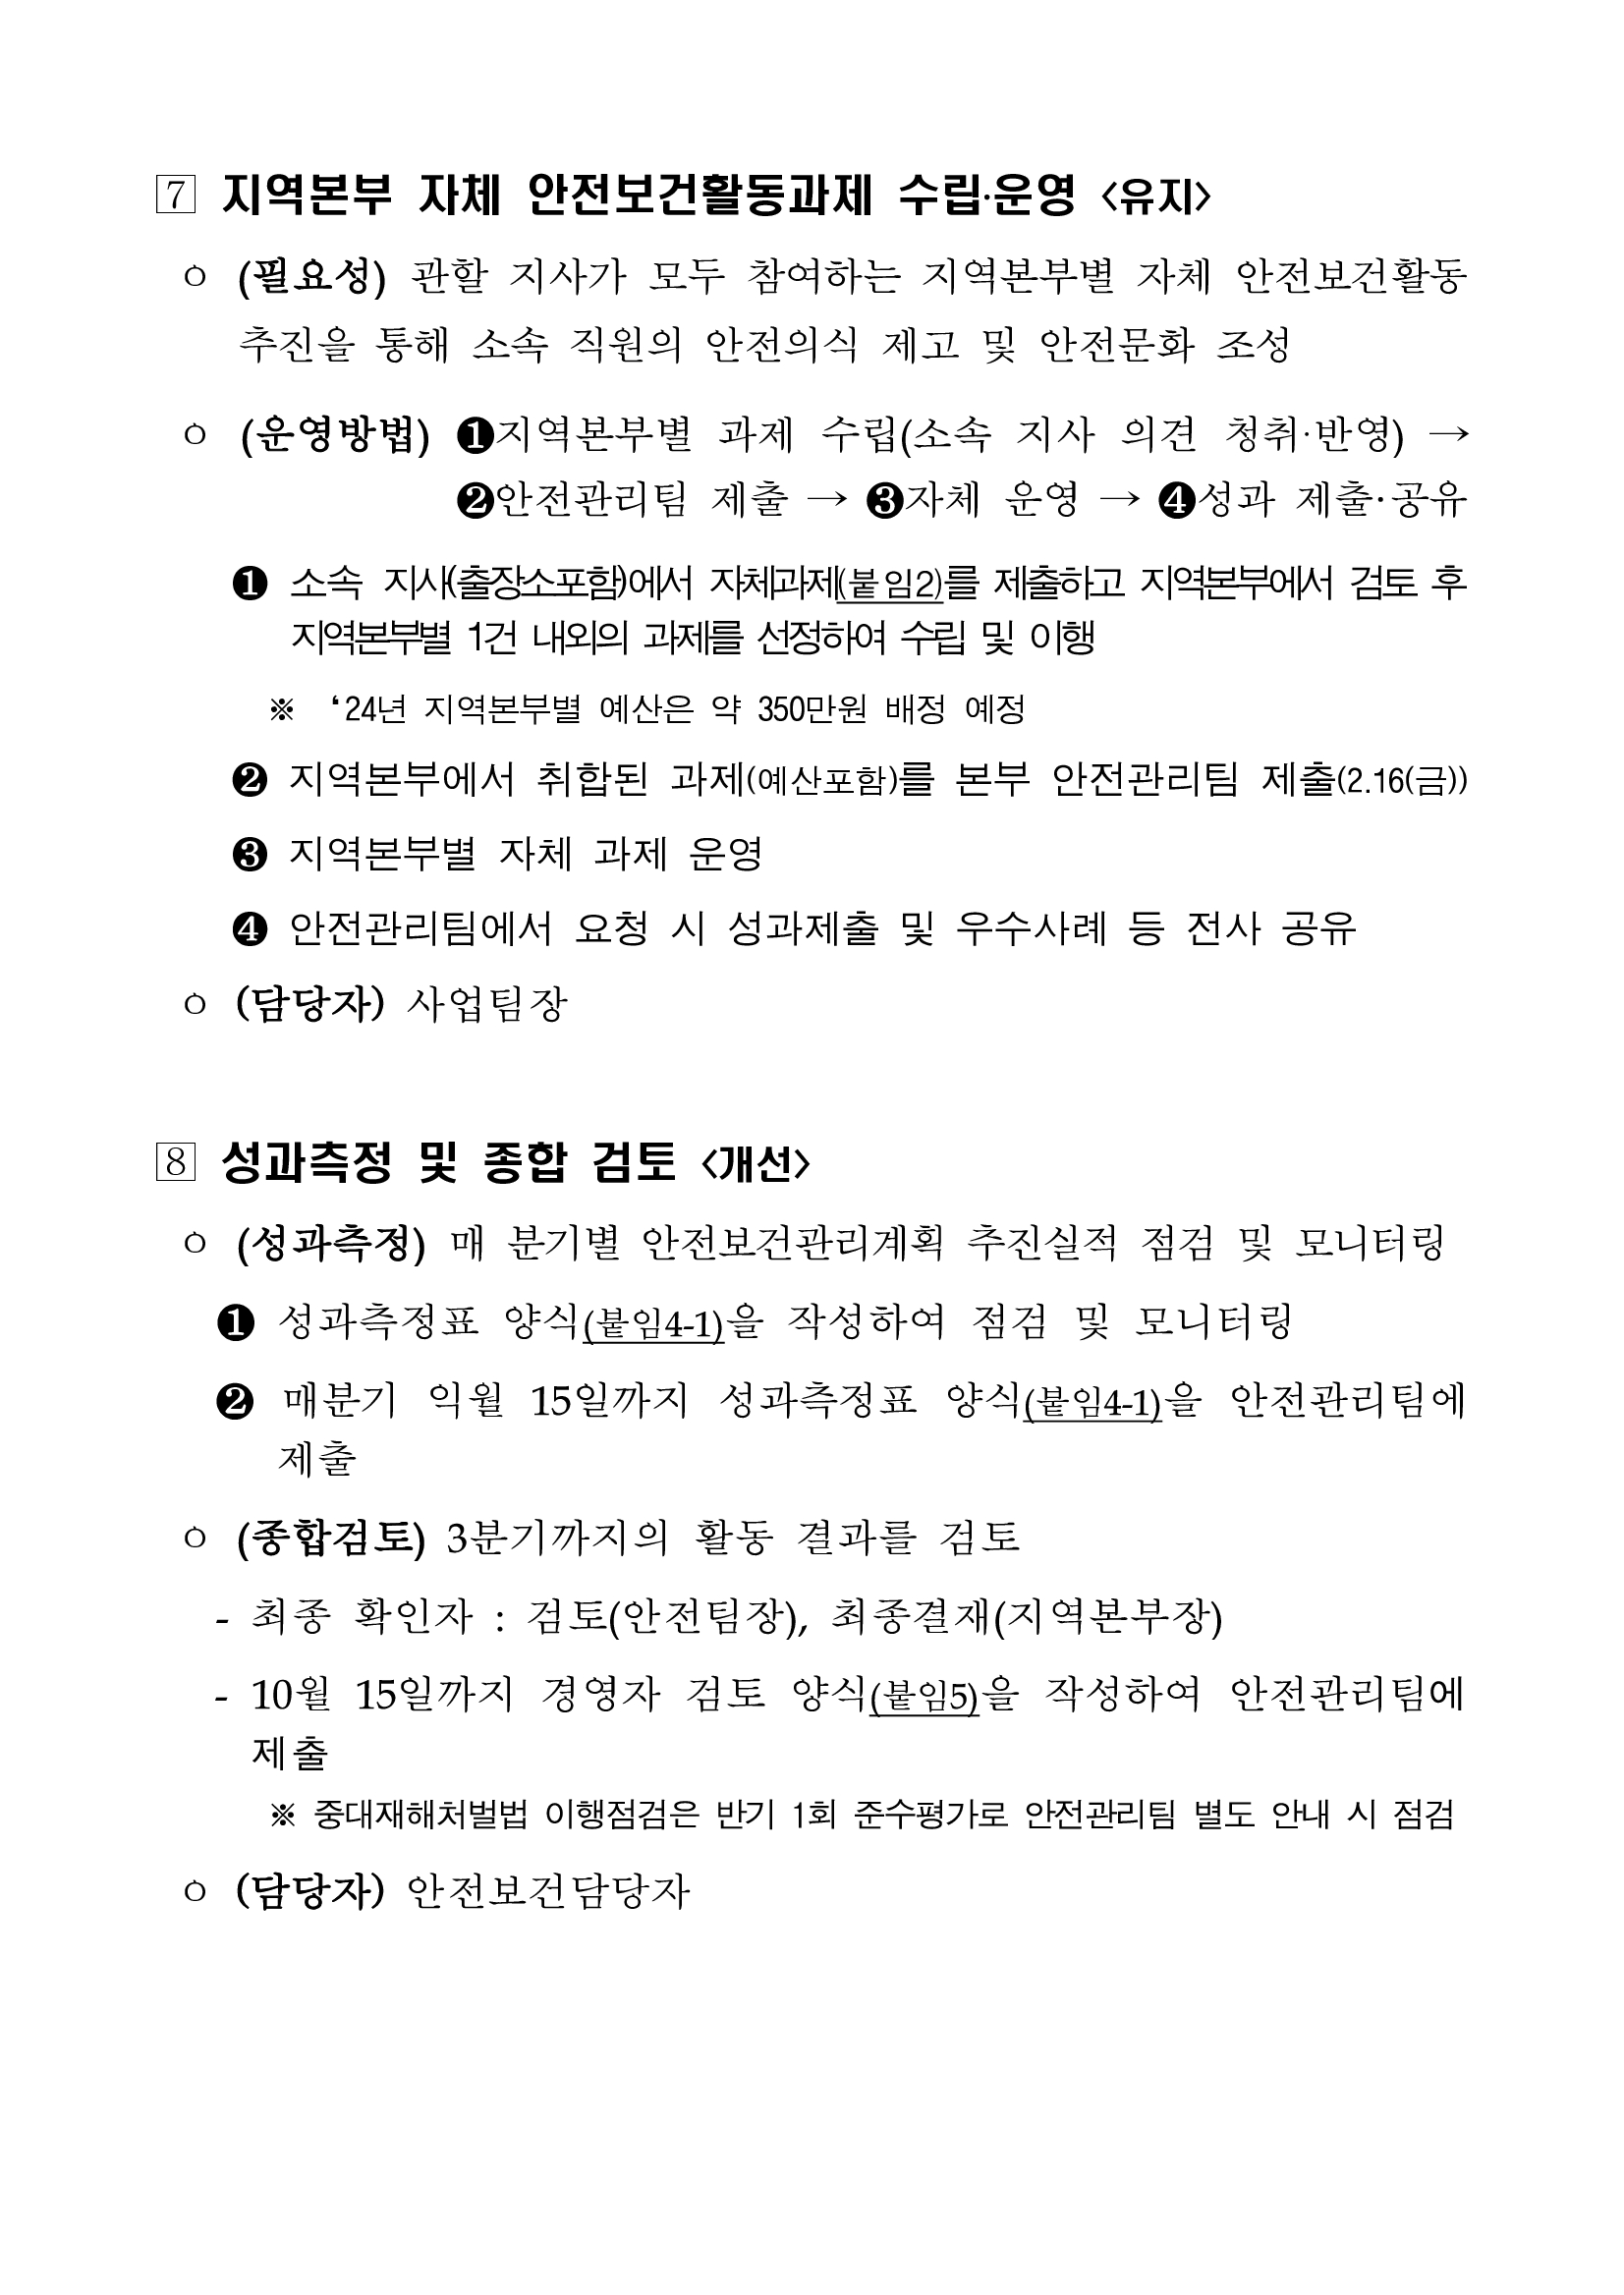 7 지역본부 자체 안전보건활동과제 수립·운영 <유지>
ㅇ (필요성) 관할 지사가 모두 참여하는 지역본부별 자체 안전보건활동
추진을 통해 소속 직원의 안전의식 제고 및 안전문화 조성
ㅇ (운영방법) ❶지역본부별 과제 수립(소속 지사 의견 청취·반영) →
❷안전관리팀 제출 → ❸자체 운영 → ❹성과 제출·공유
❶ 소속 지사(출장소포함)에서 자체과제(붙임2)를 제출하고 지역본부에서 검토 후
지역본부별 1건 내외의 과제를 선정하여 수립 및 이행
※ ‘24년 지역본부별 예산은 약 350만원 배정 예정
❷ 지역본부에서 취합된 과제(예산포함)를 본부 안전관리팀 제출(2.16(금))
❸ 지역본부별 자체 과제 운영
❹ 안전관리팀에서 요청 시 성과제출 및 우수사례 등 전사 공유
ㅇ (담당자) 사업팀장
8 성과측정 및 종합 검토 <개선>
ㅇ (성과측정) 매 분기별 안전보건관리계획 추진실적 점검 및 모니터링
❶ 성과측정표 양식(붙임4-1)을 작성하여 점검 및 모니터링
❷ 매분기 익월 15일까지 성과측정표 양식(붙임4-1)을 안전관리팀에
제출
ㅇ (종합검토) 3분기까지의 활동 결과를 검토
- 최종 확인자 : 검토(안전팀장), 최종결재(지역본부장)
- 10월 15일까지 경영자 검토 양식(붙임5)을 작성하여 안전관리팀에
제출
※ 중대재해처벌법 이행점검은 반기 1회 준수평가로 안전관리팀 별도 안내 시 점검
ㅇ (담당자) 안전보건담당자